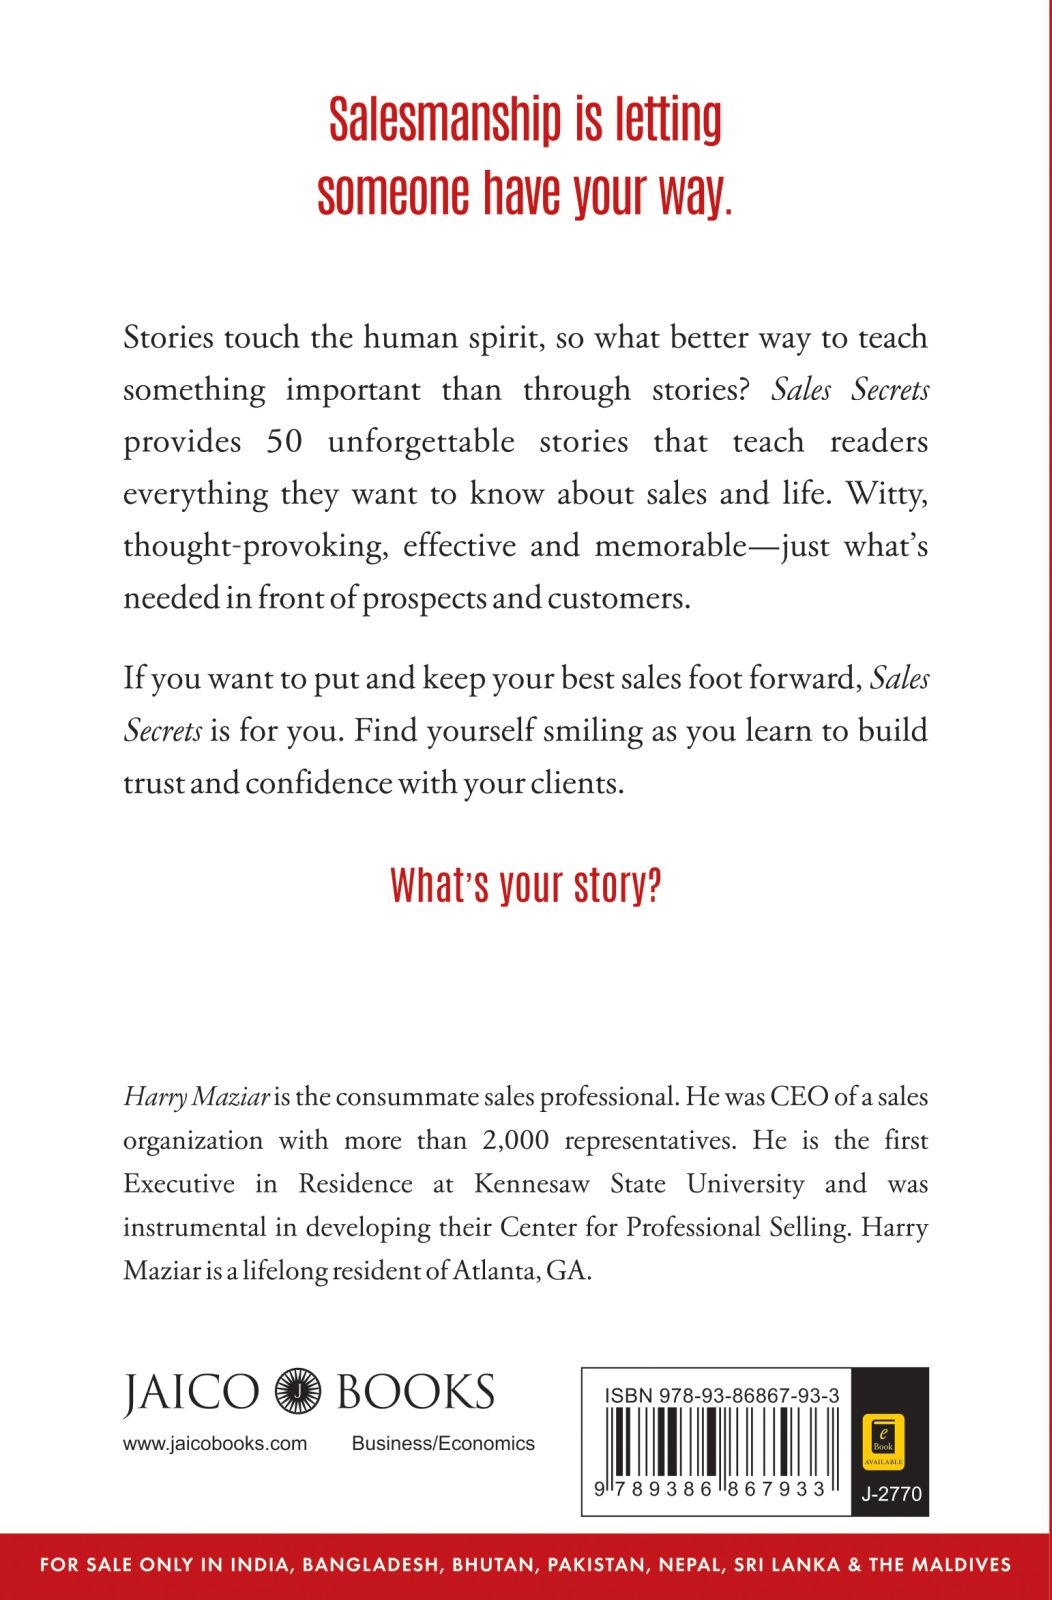 Salesmanship is letting
someone have your way.
Stories touch the human spirit, so what better way to teach
something important than through stories? Sales Secrets
provides 50 unforgettable stories that teach readers
everything they want to know about sales and life. Witty,
thought-provoking, effective and memorable—just what's
needed in front of prospects and customers.
If you want to put and keep your best sales foot forward, Sales
Secrets is for you. Find yourself smiling as you learn to build
trust and confidence with your clients.
What's your story?
Harry Maziar is the consummate sales professional. He was CEO of a sales
organization with more than 2,000 representatives. He is the first
Executive in Residence at Kennesaw State University and was
instrumental in developing their Center for Professional Selling. Harry
Maziar is a lifelong resident of Atlanta, GA.
JAICO J BOOKS
www.jaicobooks.com Business/Economics
ISBN 978-93-86867-93-3
9 789386 867933
e
Book
AVAILABLE
J-2770
FOR SALE ONLY IN INDIA, BANGLADESH, BHUTAN, PAKISTAN, NEPAL, SRI LANKA & THE MALDIVES